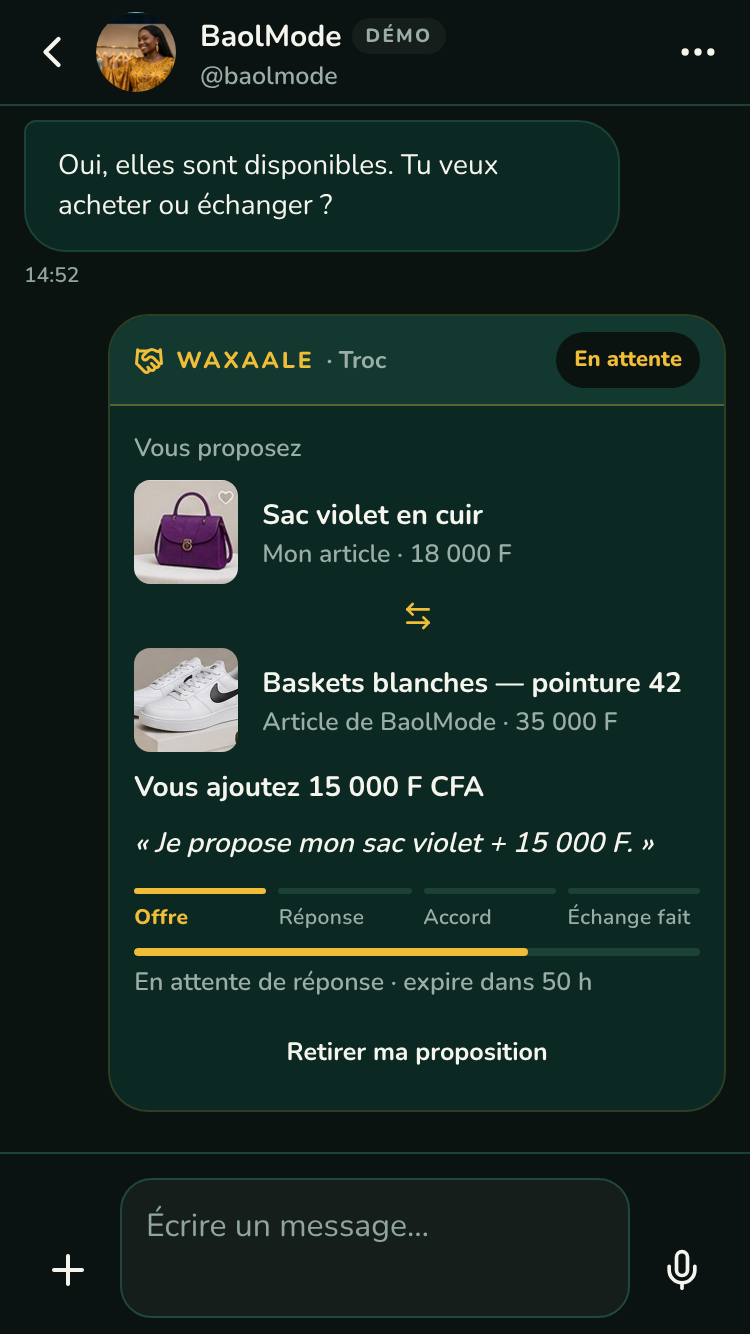 BaolMode DÉMO
@baolmode
Oui, elles sont disponibles. Tu veux
acheter ou échanger ?
14:52
WAXAALE · Troc En attente
Vous proposez
Sac violet en cuir
Mon article · 18 000 F
Baskets blanches — pointure 42
Article de BaolMode · 35 000 F
Vous ajoutez 15 000 F CFA
« Je propose mon sac violet + 15 000 F. »
Offre Réponse Accord Échange fait
En attente de réponse · expire dans 50 h
Retirer ma proposition
Écrire un message...